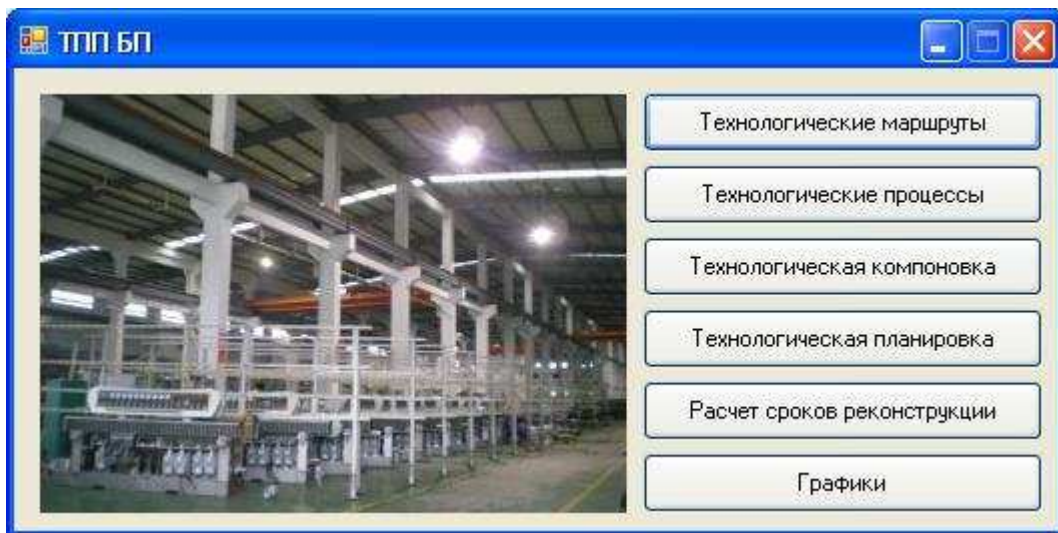 ТПП БП
Технологические маршруты
Технологические процессы
Технологическая компоновка
Технологическая планировка
Расчет сроков реконструкции
Графики